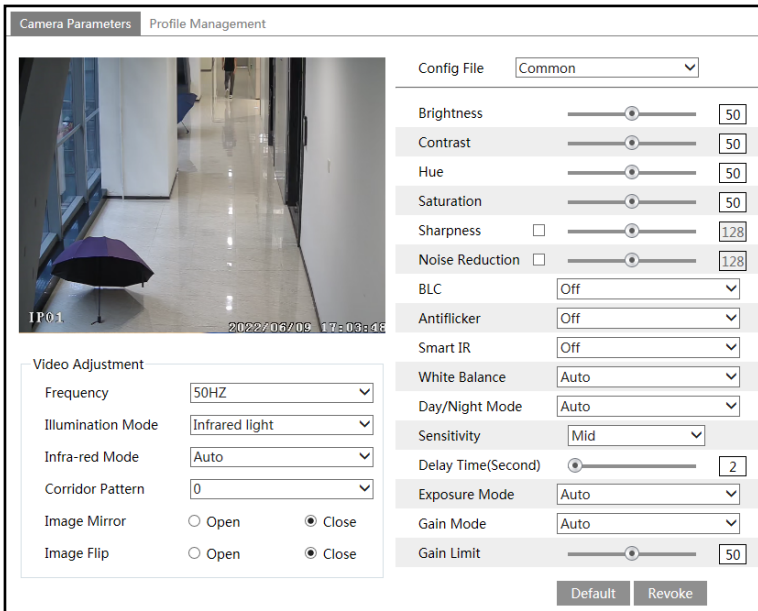 Camera Parameters Profile Management
IP01
2022/06/09 17:03:48
Video Adjustment
Frequency 50HZ
Illumination Mode Infrared light
Infra-red Mode Auto
Corridor Pattern 0
Image Mirror Open Close
Image Flip Open Close
Config File Common
Brightness 50
Contrast 50
Hue 50
Saturation 50
Sharpness 128
Noise Reduction 128
BLC Off
Antiflicker Off
Smart IR Off
White Balance Auto
Day/Night Mode Auto
Sensitivity Mid
Delay Time(Second) 2
Exposure Mode Auto
Gain Mode Auto
Gain Limit 50
Default Revoke